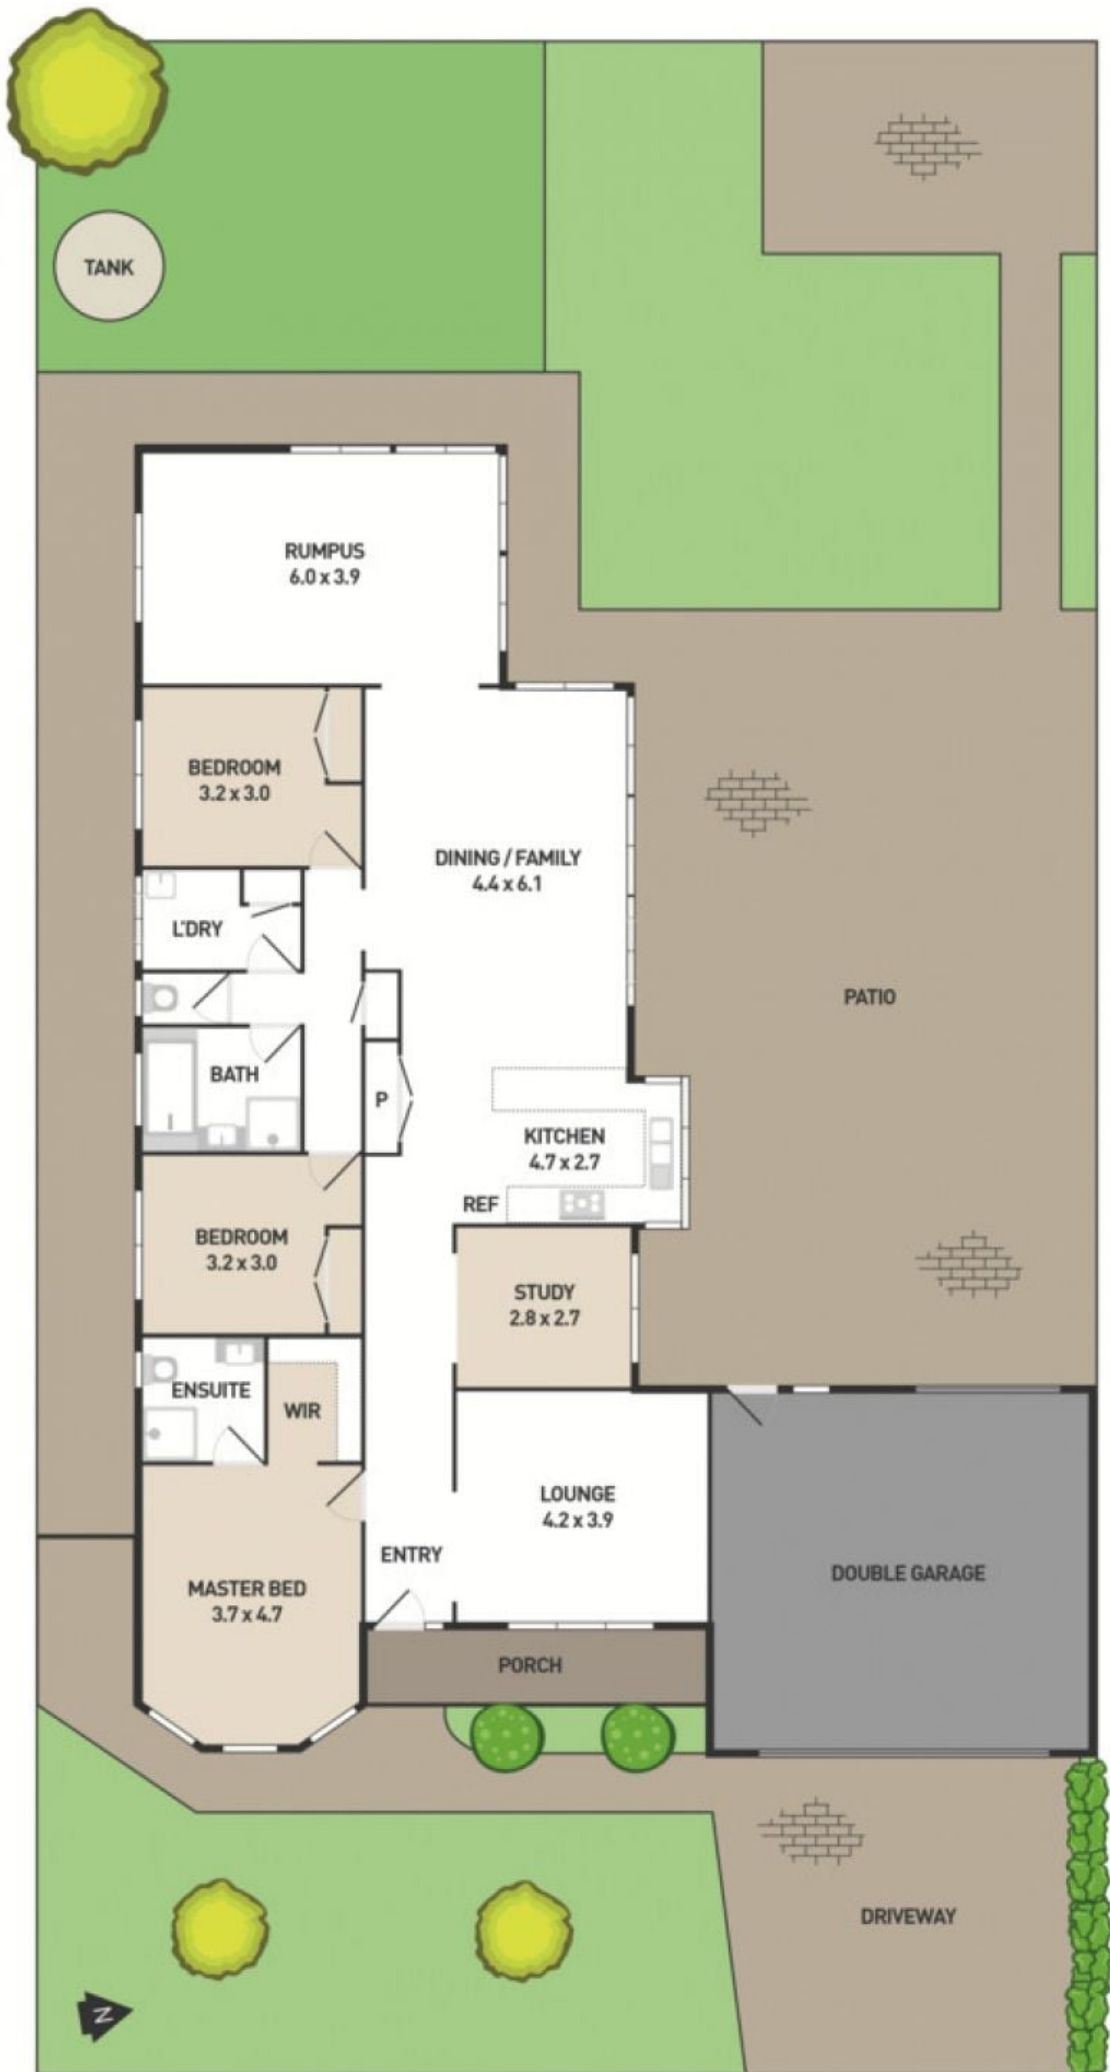 TANK
RUMPUS
6.0 x 3.9
BEDROOM
3.2 x 3.0
DINING / FAMILY
4.4 x 6.1
L'DRY
PATIO
BATH
P
KITCHEN
4.7 x 2.7
REF
BEDROOM
3.2 x 3.0
STUDY
2.8 x 2.7
ENSUITE
WIR
LOUNGE
4.2 x 3.9
ENTRY
DOUBLE GARAGE
MASTER BED
3.7 x 4.7
PORCH
DRIVEWAY
N